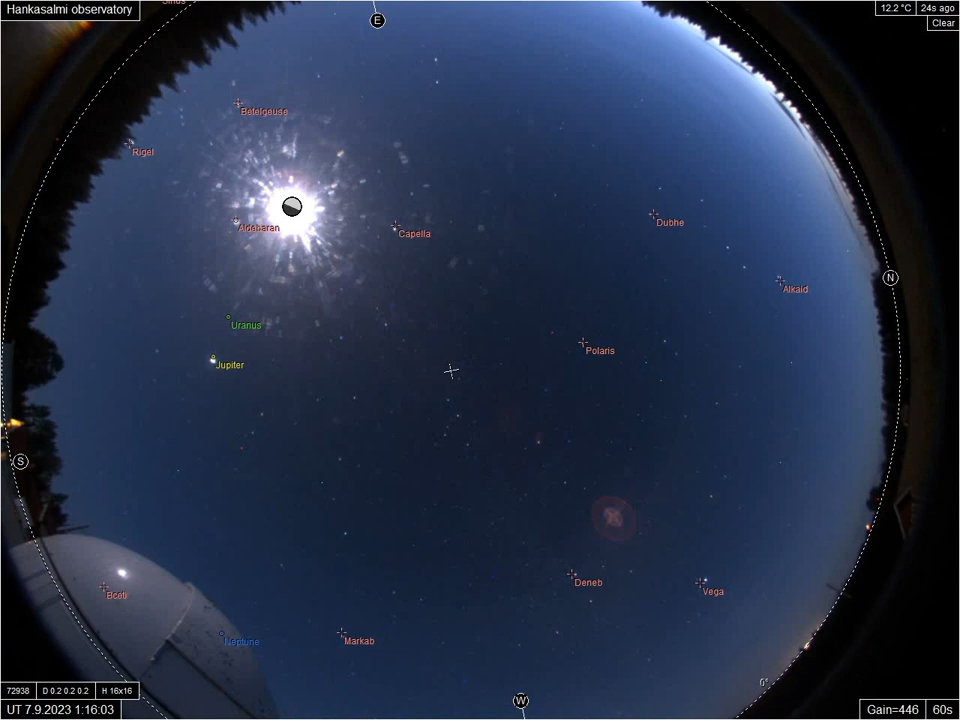 Hankasalmi observatory
Sirius
E
12.2 °C 24s ago
Clear
Betelgeuse
Rigel
Aldebaran
Capella
Dubhe
N
Alkaid
Uranus
Polaris
Jupiter
S
Deneb
Vega
Bceti
Neptune
Markab
0°
W
72938 D 0.2 0.2 0.2 H 16x16
UT 7.9.2023 1:16:03
Gain=446 60s